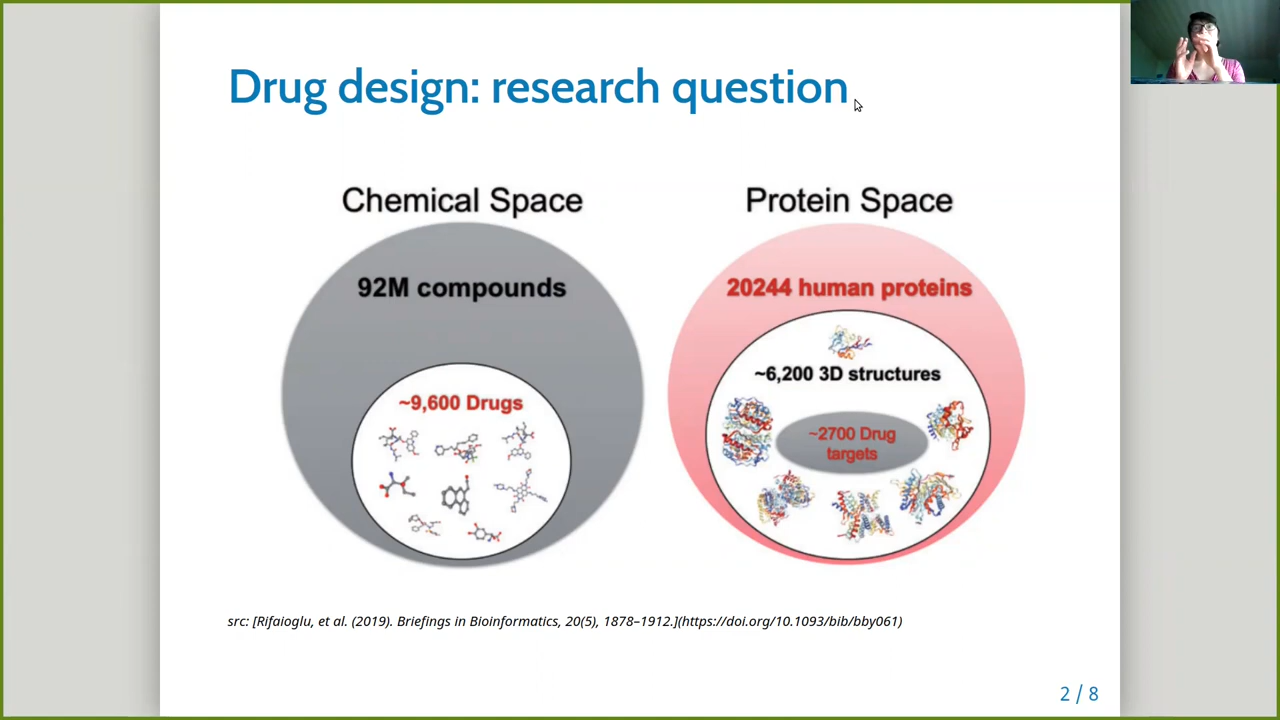 Drug design: research question
Chemical Space
Protein Space
92M compounds
20244 human proteins
~6,200 3D structures
~9,600 Drugs
~2700 Drug
targets
src: [Rifaioglu, et al. (2019). Briefings in Bioinformatics, 20(5), 1878–1912.](https://doi.org/10.1093/bib/bby061)
2 / 8